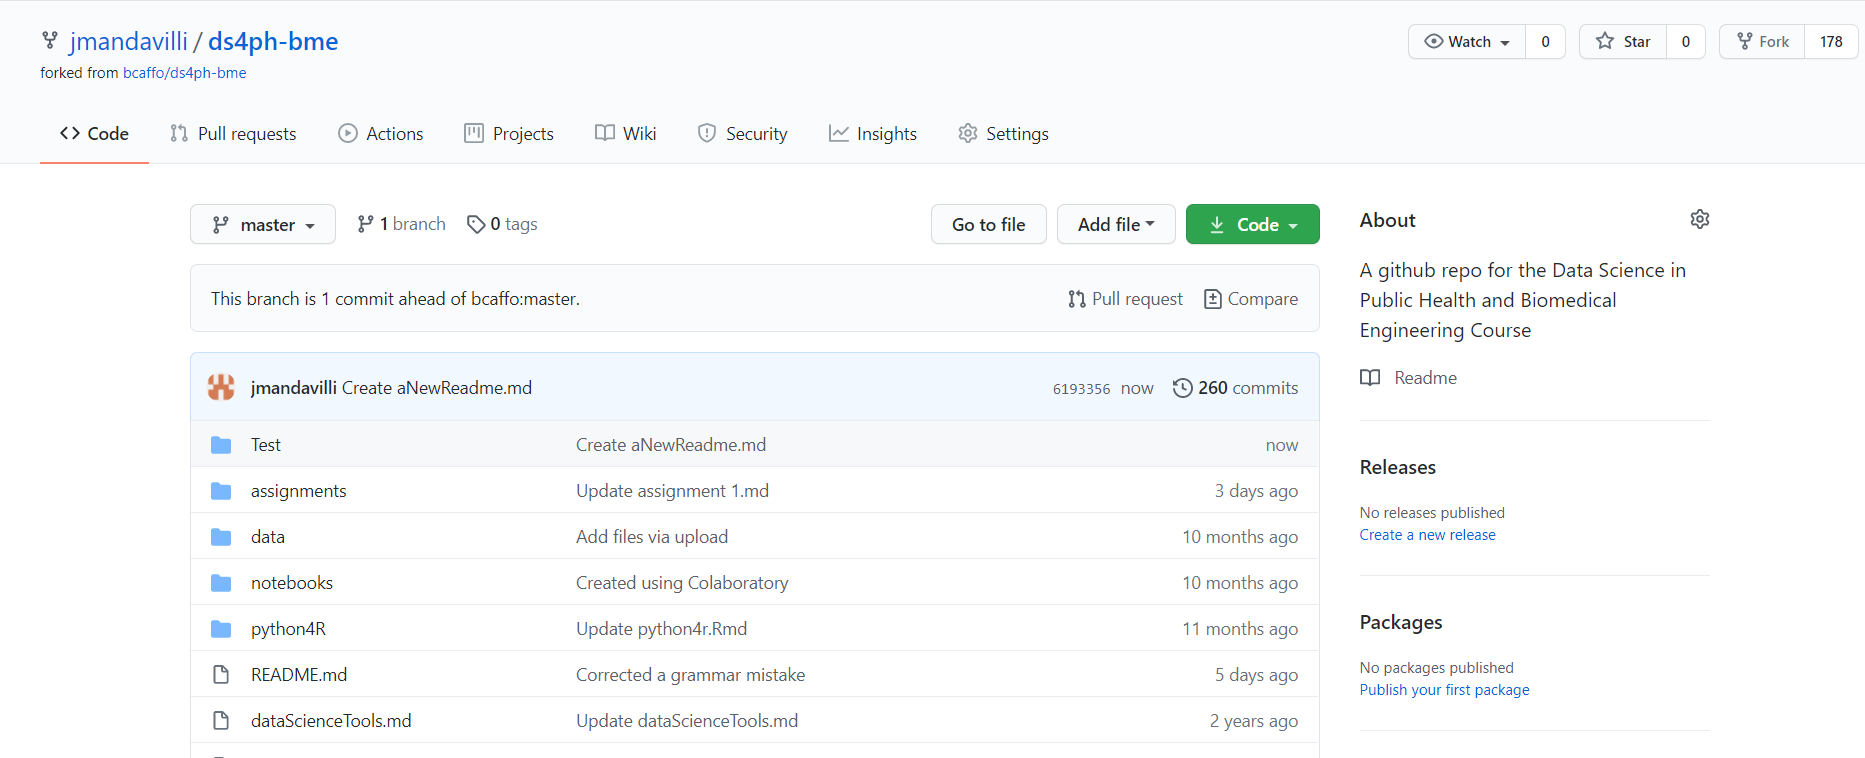 jmandavilli / ds4ph-bme
forked from bcaffo/ds4ph-bme
Watch 0 Star 0 Fork 178
Code Pull requests Actions Projects Wiki Security Insights Settings
master 1 branch 0 tags Go to file Add file Code
This branch is 1 commit ahead of bcaffo:master. Pull request Compare
jmandavilli Create aNewReadme.md 6193356 now 260 commits
Test Create aNewReadme.md now
assignments Update assignment 1.md 3 days ago
data Add files via upload 10 months ago
notebooks Created using Colaboratory 10 months ago
python4R Update python4r.Rmd 11 months ago
README.md Corrected a grammar mistake 5 days ago
dataScienceTools.md Update dataScienceTools.md 2 years ago
About
A github repo for the Data Science in
Public Health and Biomedical
Engineering Course
Readme
Releases
No releases published
Create a new release
Packages
No packages published
Publish your first package